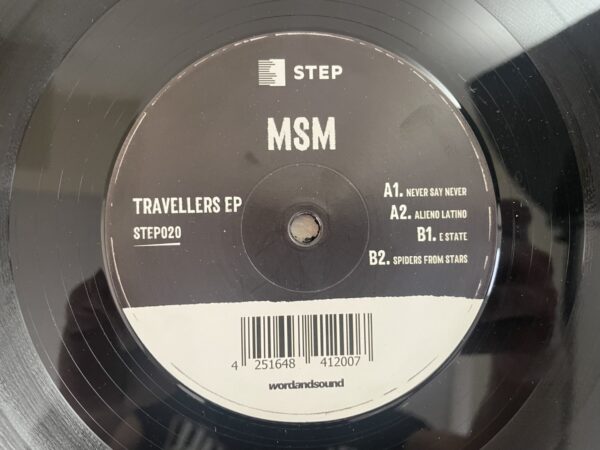 STEP
MSM
TRAVELLERS EP
STEP020
A1. NEVER SAY NEVER
A2. ALIENO LATINO
B1. E STATE
B2. SPIDERS FROM STARS
4 251648 412007
wordandsound